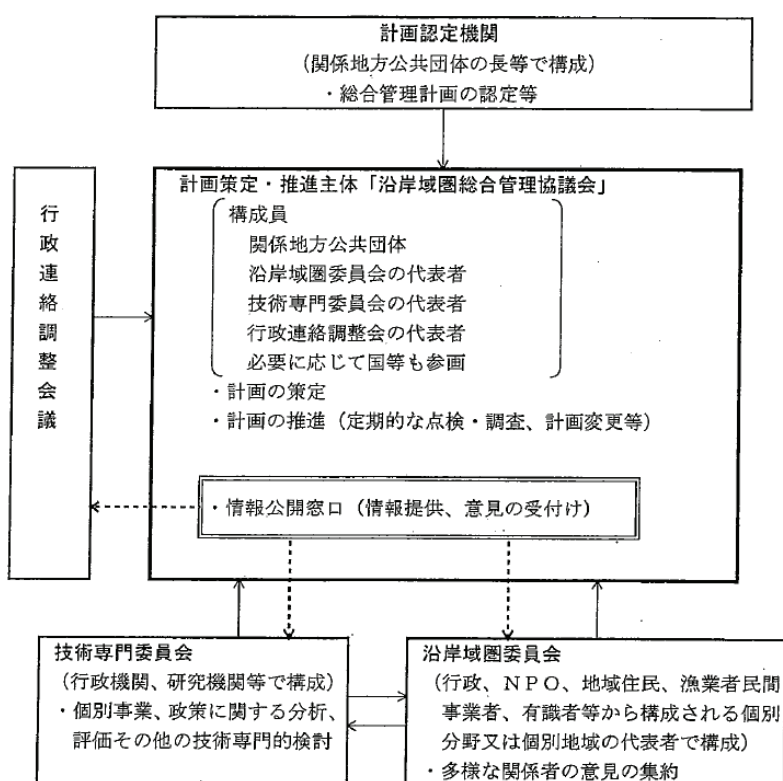 計画認定機関
(関係地方公共団体の長等で構成)
・総合管理計画の認定等
行政連絡調整会議
計画策定・推進主体「沿岸域圏総合管理協議会」
構成員
関係地方公共団体
沿岸域圏委員会の代表者
技術専門委員会の代表者
行政連絡調整会の代表者
必要に応じて国等も参画
・計画の策定
・計画の推進（定期的な点検・調査、計画変更等）
・情報公開窓口（情報提供、意見の受付け）
技術専門委員会
(行政機関、研究機関等で構成)
・個別事業、政策に関する分析、
評価その他の技術専門的検討
沿岸域圏委員会
(行政、ＮＰＯ、地域住民、漁業者民間
事業者、有識者等から構成される個別
分野又は個別地域の代表者で構成)
・多様な関係者の意見の集約